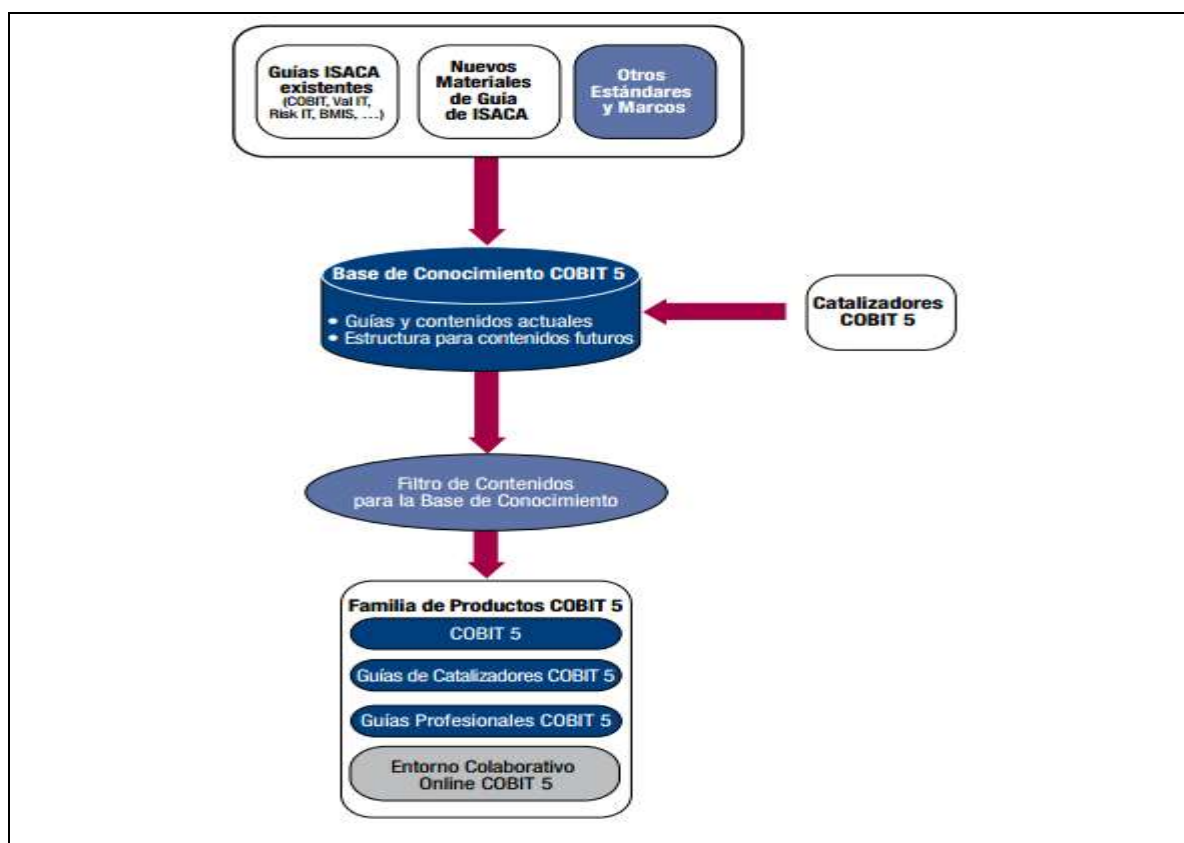 Guías ISACA
existentes
(COBIT, Val IT,
Risk IT, BMIS, ...)
Nuevos
Materiales
de Guía
de ISACA
Otros
Estándares
y Marcos
Base de Conocimiento COBIT 5
• Guías y contenidos actuales
• Estructura para contenidos futuros
Catalizadores
COBIT 5
Filtro de Contenidos
para la Base de Conocimiento
Familia de Productos COBIT 5
COBIT 5
Guías de Catalizadores COBIT 5
Guías Profesionales COBIT 5
Entorno Colaborativo
Online COBIT 5